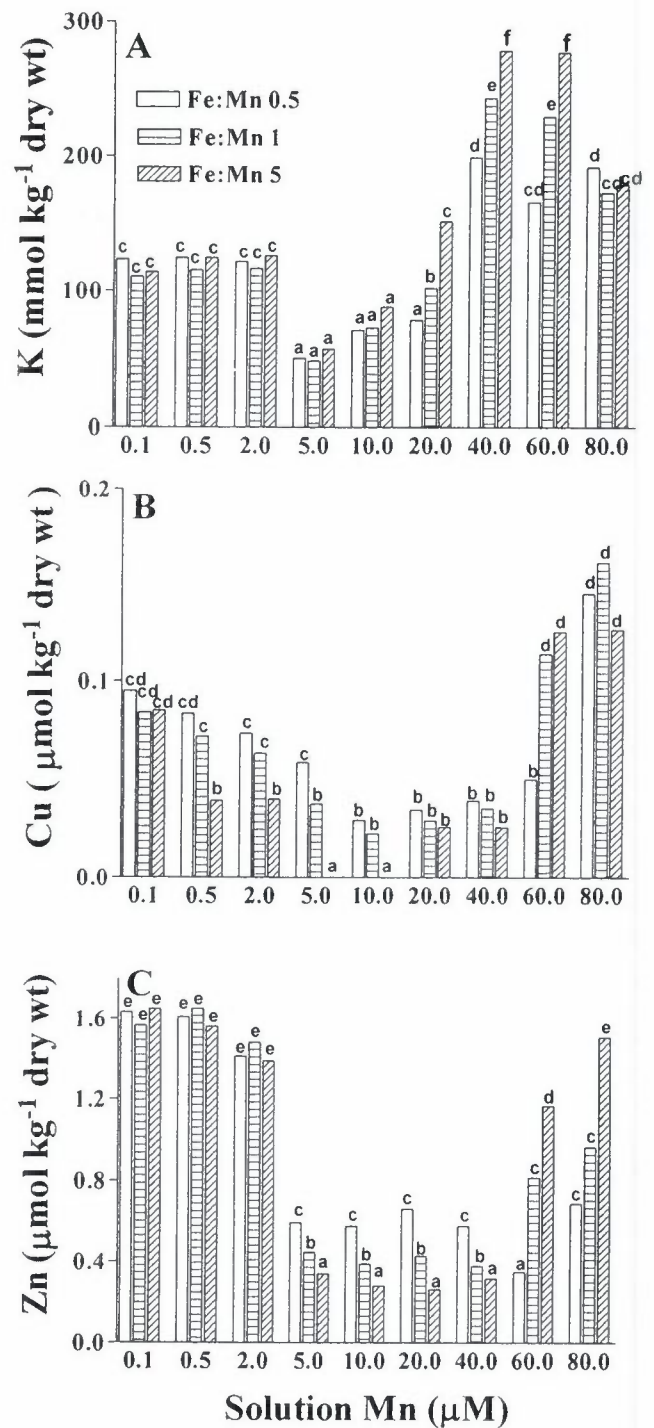 300
A
Fe:Mn 0.5
Fe:Mn 1
Fe:Mn 5
200
100
0
K (mmol kg-1 dry wt)
c c c c c c c c c a a a a a a a b c d e f cd e f d cd cd
0.1 0.5 2.0 5.0 10.0 20.0 40.0 60.0 80.0
0.2
B
0.1
0.0
Cu ( μmol kg-1 dry wt )
cd cd cd cd c b c c b c b a b b a b b b b b b b d d d d d
0.1 0.5 2.0 5.0 10.0 20.0 40.0 60.0 80.0
C
1.6
1.2
0.8
0.4
0.0
Zn (μmol kg-1 dry wt)
e e e e e e e e e c b a c b a c b a c b a a c d c c e
0.1 0.5 2.0 5.0 10.0 20.0 40.0 60.0 80.0
Solution Mn (μM)